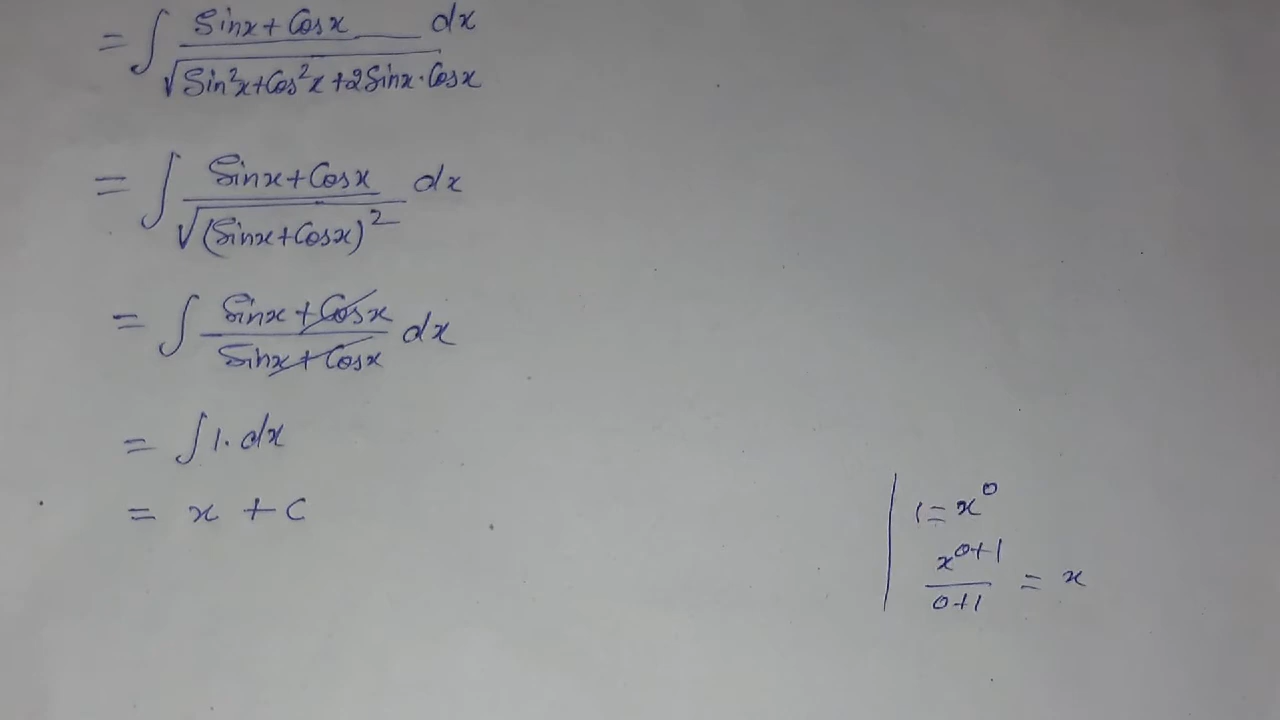 = ∫ Sinx + Cosx / √Sin²x + Cos²x + 2Sinx·Cosx dx
= ∫ Sinx + Cosx / √(Sinx + Cosx)² dx
= ∫ Sinx + Cosx / Sinx + Cosx dx
= ∫ 1. dx
= x + C
1 = x⁰
x⁰⁺¹ / 0+1 = x